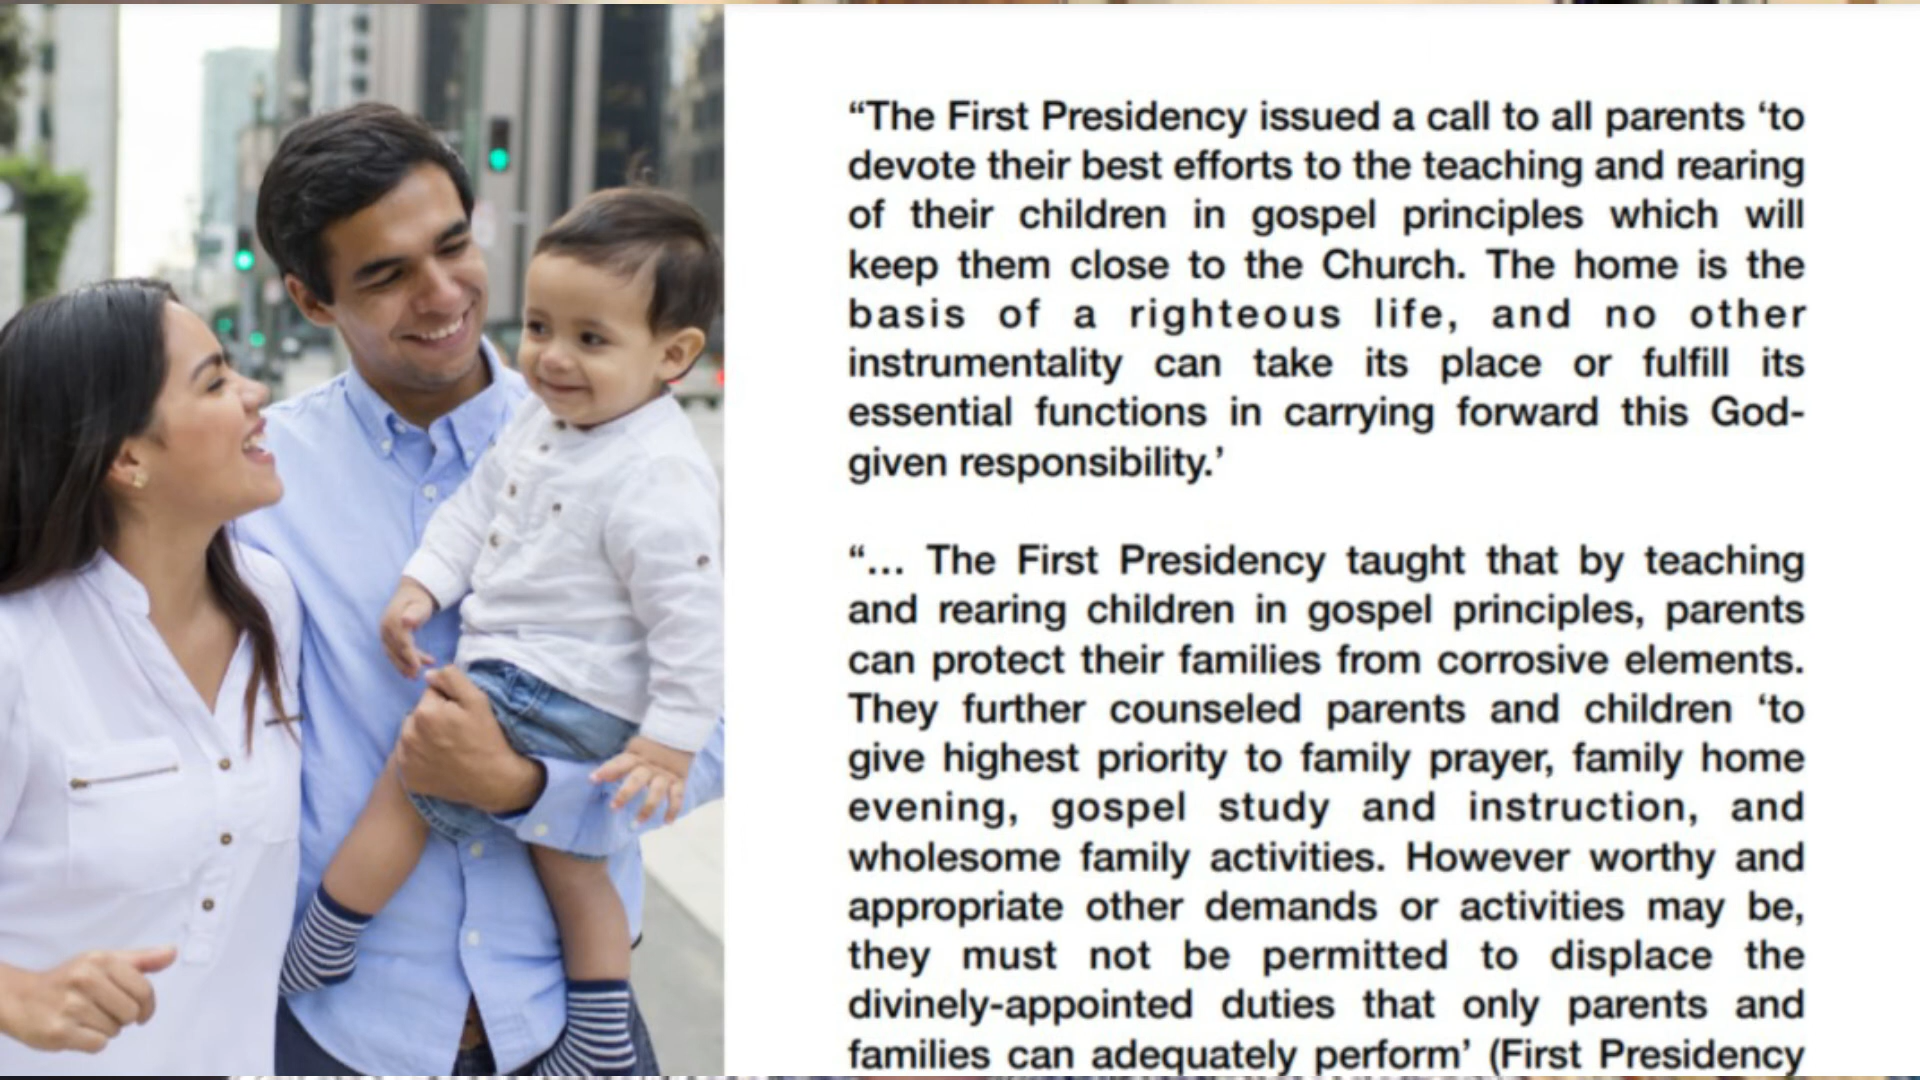 “The First Presidency issued a call to all parents ‘to
devote their best efforts to the teaching and rearing
of their children in gospel principles which will
keep them close to the Church. The home is the
basis of a righteous life, and no other
instrumentality can take its place or fulfill its
essential functions in carrying forward this God-
given responsibility.’
“… The First Presidency taught that by teaching
and rearing children in gospel principles, parents
can protect their families from corrosive elements.
They further counseled parents and children ‘to
give highest priority to family prayer, family home
evening, gospel study and instruction, and
wholesome family activities. However worthy and
appropriate other demands or activities may be,
they must not be permitted to displace the
divinely-appointed duties that only parents and
families can adequately perform’ (First Presidency